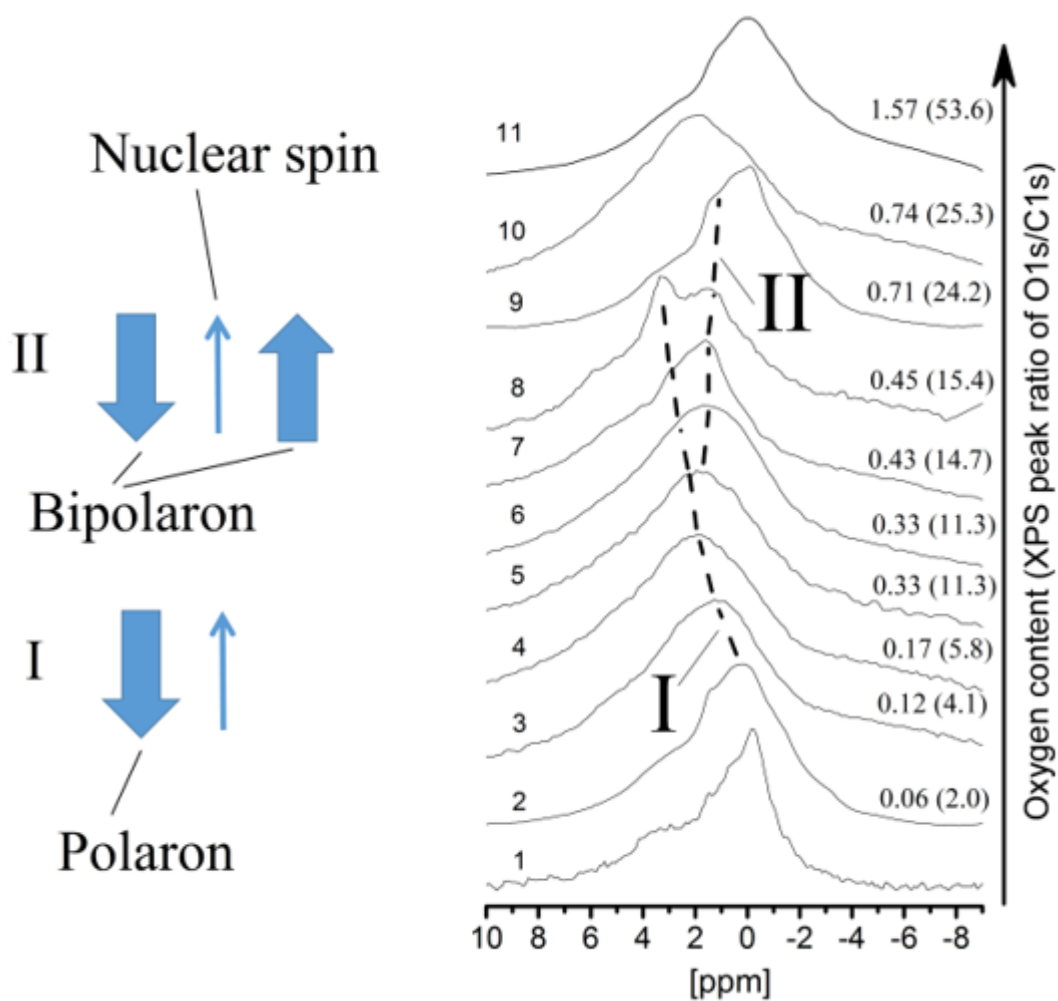 Nuclear spin
II
Bipolaron
I
Polaron
11
10
9
8
7
6
5
4
3
2
1
1.57 (53.6)
0.74 (25.3)
0.71 (24.2)
0.45 (15.4)
0.43 (14.7)
0.33 (11.3)
0.33 (11.3)
0.17 (5.8)
0.12 (4.1)
0.06 (2.0)
II
I
10 8 6 4 2 0 -2 -4 -6 -8
[ppm]
Oxygen content (XPS peak ratio of O1s/C1s)